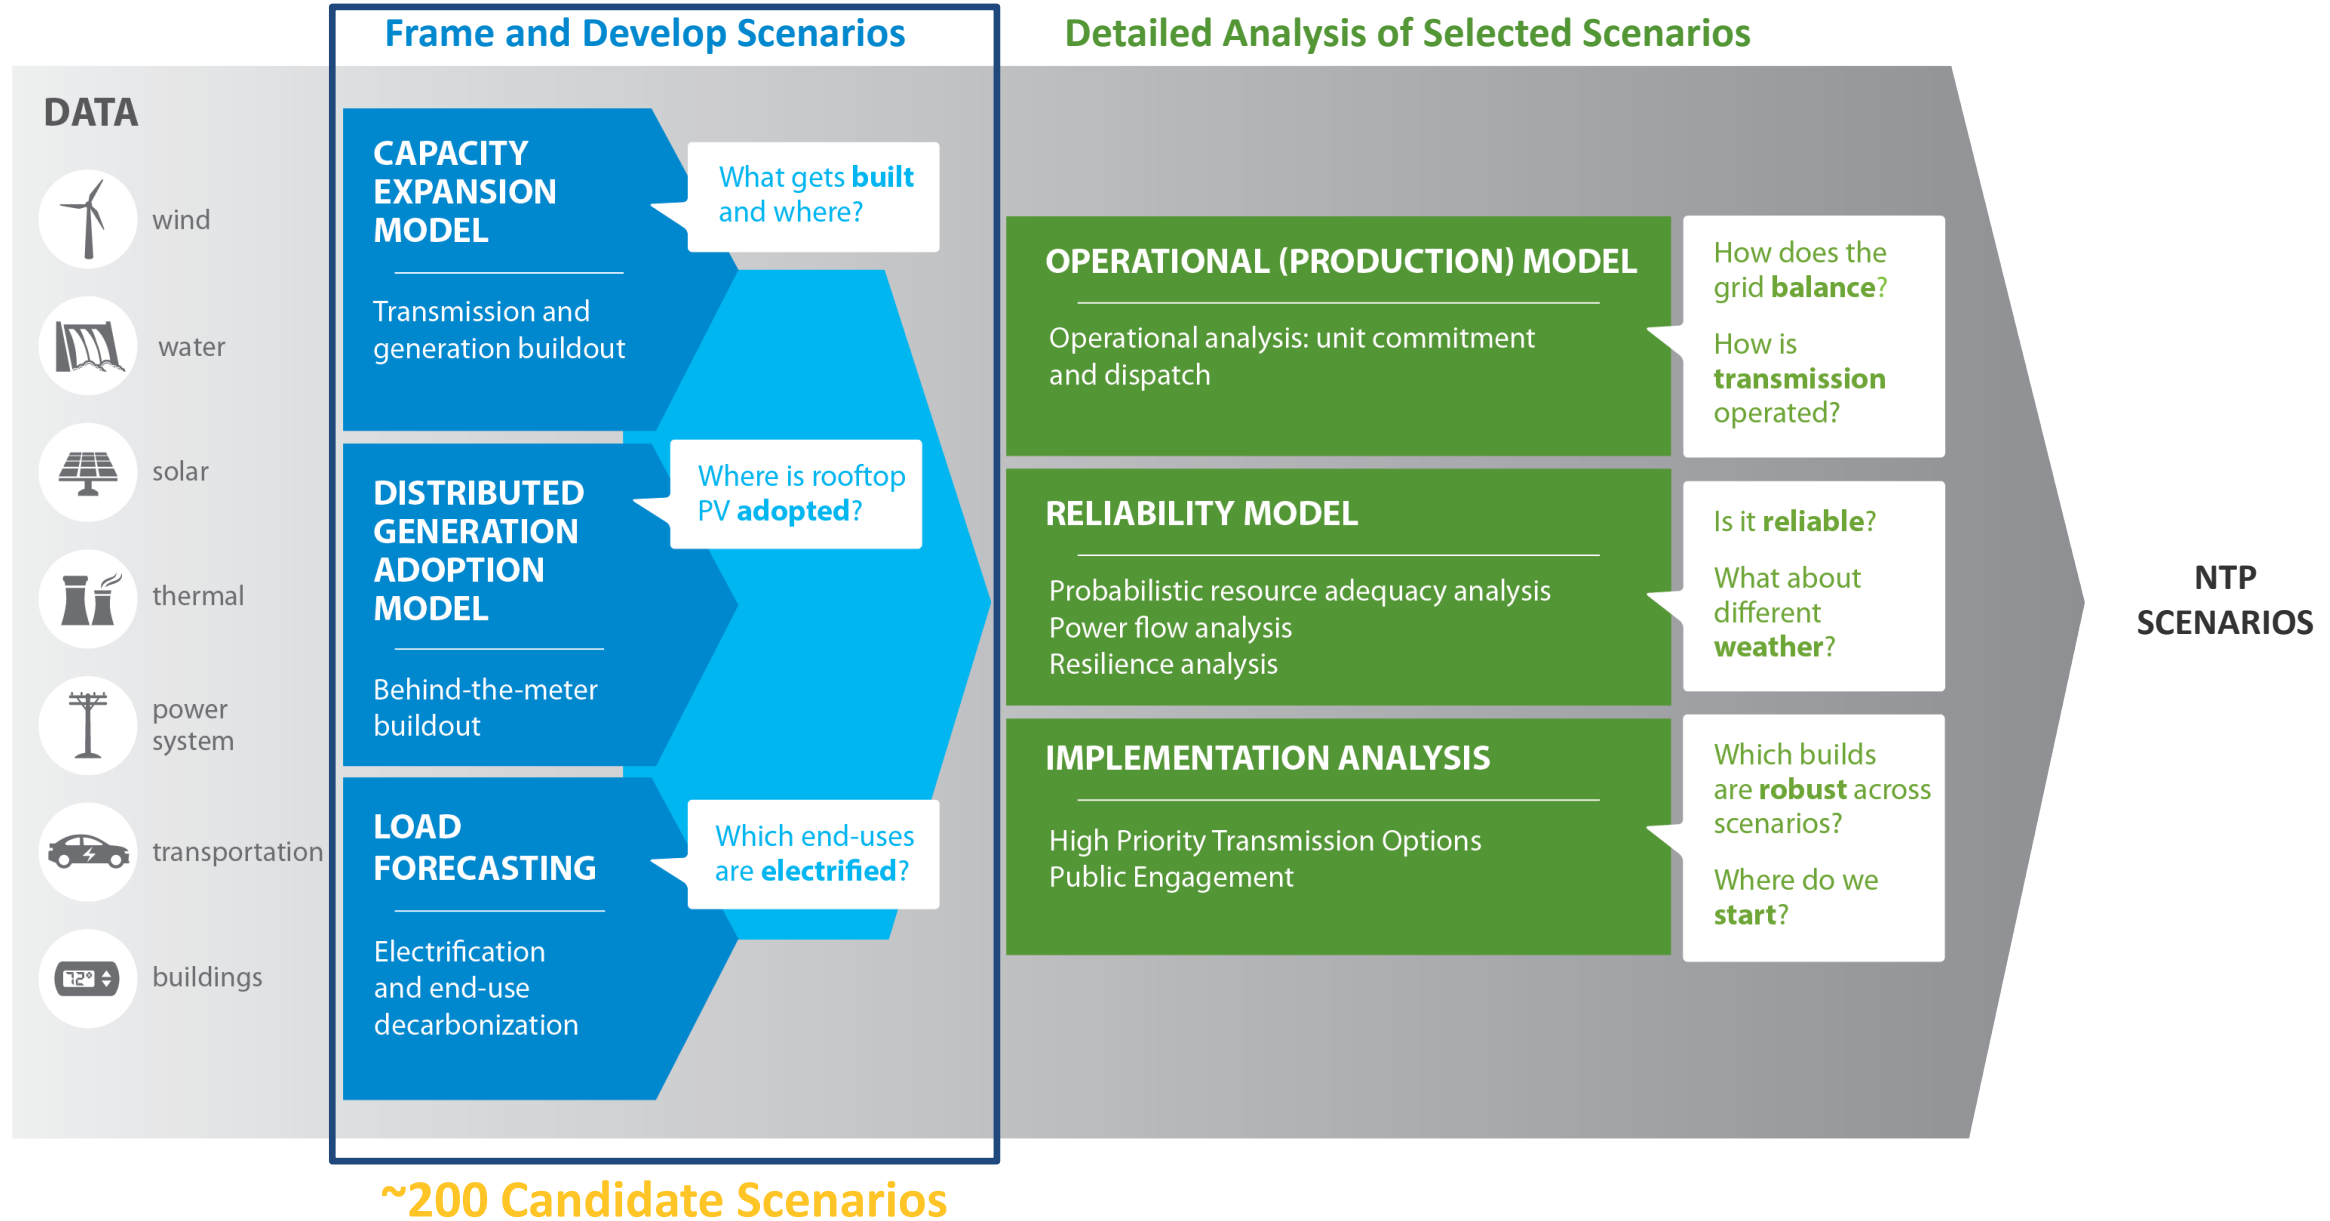 Frame and Develop Scenarios
Detailed Analysis of Selected Scenarios
DATA
wind
water
solar
thermal
power
system
transportation
72°
buildings
CAPACITY
EXPANSION
MODEL
Transmission and
generation buildout
What gets built
and where?
DISTRIBUTED
GENERATION
ADOPTION
MODEL
Behind-the-meter
buildout
Where is rooftop
PV adopted?
LOAD
FORECASTING
Electrification
and end-use
decarbonization
Which end-uses
are electrified?
~200 Candidate Scenarios
OPERATIONAL (PRODUCTION) MODEL
Operational analysis: unit commitment
and dispatch
How does the
grid balance?
How is
transmission
operated?
RELIABILITY MODEL
Probabilistic resource adequacy analysis
Power flow analysis
Resilience analysis
Is it reliable?
What about
different
weather?
IMPLEMENTATION ANALYSIS
High Priority Transmission Options
Public Engagement
Which builds
are robust across
scenarios?
Where do we
start?
NTP
SCENARIOS